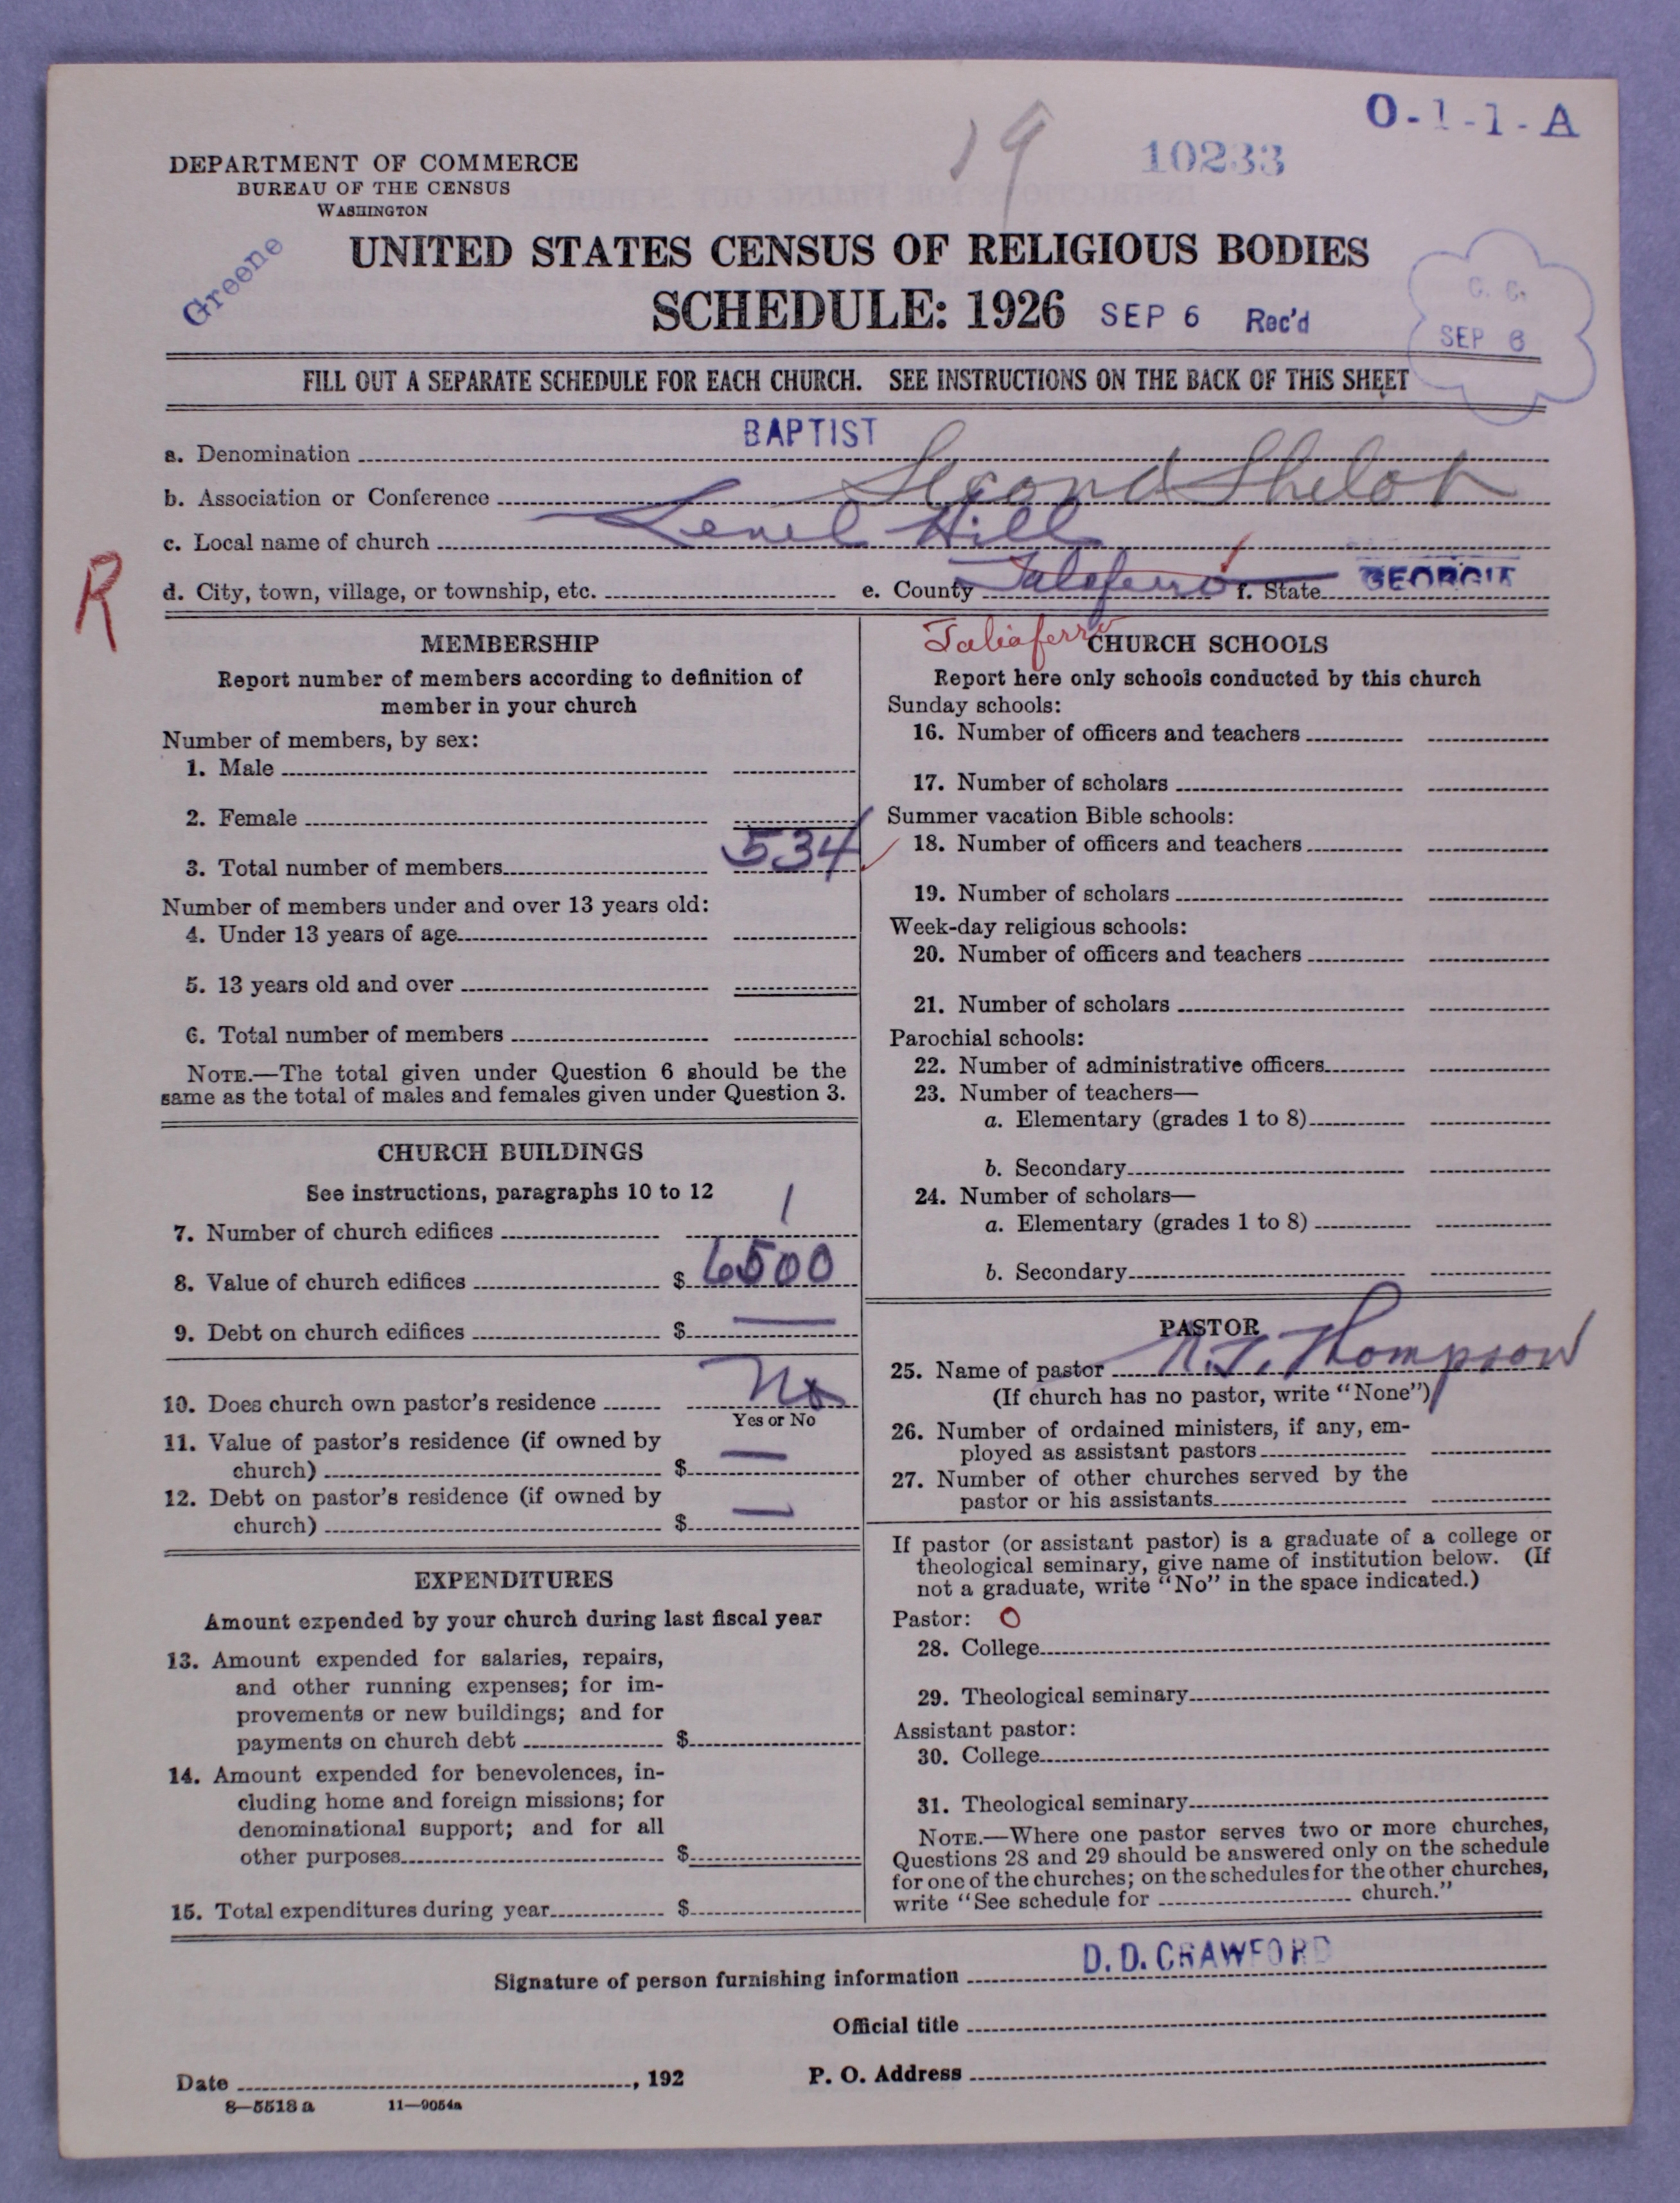 O-1-1-A
19
10233
DEPARTMENT OF COMMERCE
BUREAU OF THE CENSUS
WASHINGTON
Greene
UNITED STATES CENSUS OF RELIGIOUS BODIES
SCHEDULE: 1926 SEP 6 Rec'd
C. C.
SEP 6
FILL OUT A SEPARATE SCHEDULE FOR EACH CHURCH. SEE INSTRUCTIONS ON THE BACK OF THIS SHEET
a. Denomination BAPTIST
b. Association or Conference Second Shiloh
c. Local name of church Level Hill
R
d. City, town, village, or township, etc. e. County Talaferro f. State GEORGIA
Taliaferro
MEMBERSHIP
Report number of members according to definition of
member in your church
Number of members, by sex:
1. Male
2. Female
3. Total number of members 534
Number of members under and over 13 years old:
4. Under 13 years of age
5. 13 years old and over
6. Total number of members
NOTE.—The total given under Question 6 should be the
same as the total of males and females given under Question 3.
CHURCH BUILDINGS
See instructions, paragraphs 10 to 12
7. Number of church edifices 1
8. Value of church edifices $ 6500
9. Debt on church edifices $ —
10. Does church own pastor's residence No
Yes or No
11. Value of pastor's residence (if owned by
church) $ —
12. Debt on pastor's residence (if owned by
church) $ —
EXPENDITURES
Amount expended by your church during last fiscal year
13. Amount expended for salaries, repairs,
and other running expenses; for im-
provements or new buildings; and for
payments on church debt $
14. Amount expended for benevolences, in-
cluding home and foreign missions; for
denominational support; and for all
other purposes $
15. Total expenditures during year $
CHURCH SCHOOLS
Report here only schools conducted by this church
Sunday schools:
16. Number of officers and teachers
17. Number of scholars
Summer vacation Bible schools:
18. Number of officers and teachers
19. Number of scholars
Week-day religious schools:
20. Number of officers and teachers
21. Number of scholars
Parochial schools:
22. Number of administrative officers
23. Number of teachers—
a. Elementary (grades 1 to 8)
b. Secondary
24. Number of scholars—
a. Elementary (grades 1 to 8)
b. Secondary
PASTOR
25. Name of pastor N. T. Thompson
(If church has no pastor, write "None")
26. Number of ordained ministers, if any, em-
ployed as assistant pastors
27. Number of other churches served by the
pastor or his assistants
If pastor (or assistant pastor) is a graduate of a college or
theological seminary, give name of institution below. (If
not a graduate, write "No" in the space indicated.)
Pastor: O
28. College
29. Theological seminary
Assistant pastor:
30. College
31. Theological seminary
NOTE.—Where one pastor serves two or more churches,
Questions 28 and 29 should be answered only on the schedule
for one of the churches; on the schedules for the other churches,
write "See schedule for church."
Signature of person furnishing information D. D. CRAWFORD
Official title
Date , 192 P. O. Address
8—5518 a 11—9054a